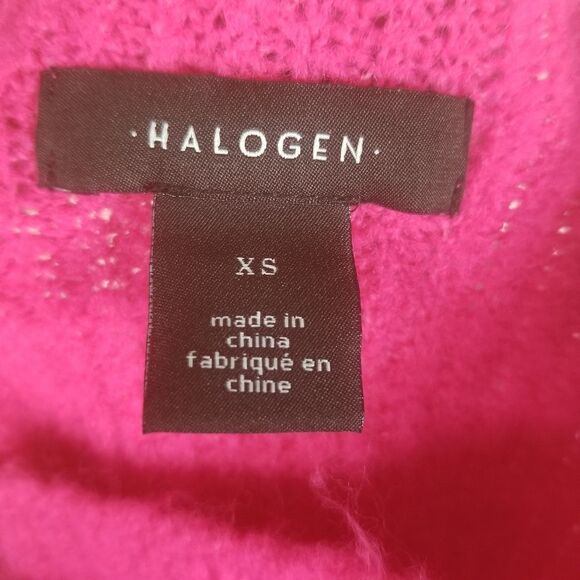 ·HALOGEN·
XS
made in
china
fabriqué en
chine